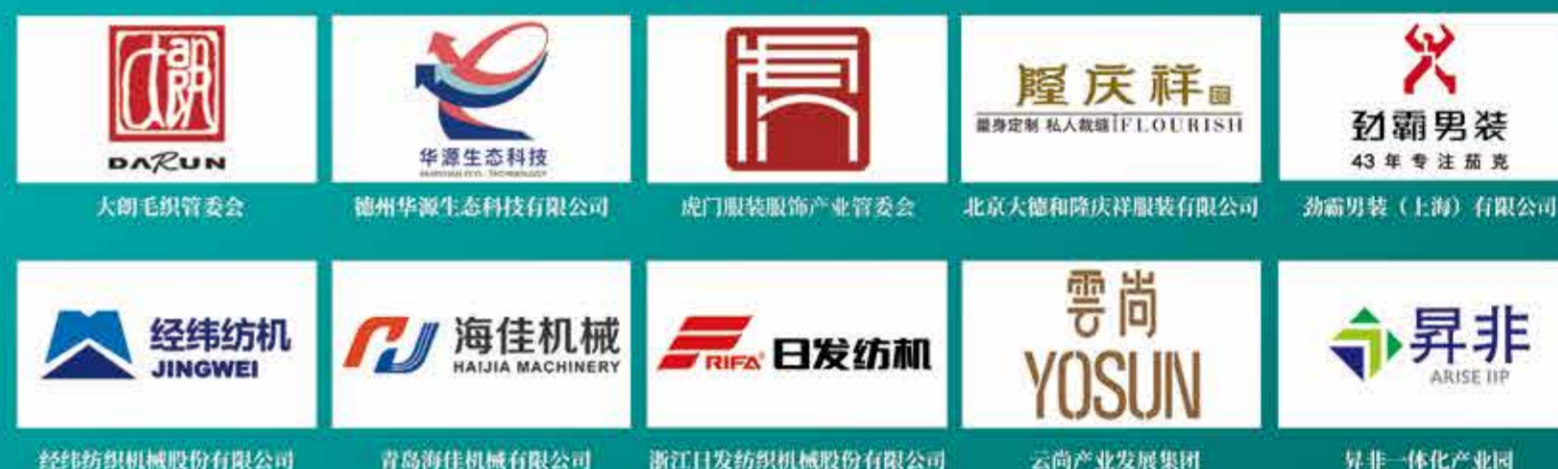 大朗
DARUN
大朗毛织管委会
华源生态科技
HUAYUAN ECO-TECHNOLOGY
德州华源生态科技有限公司
虎门服装服饰产业管委会
隆庆祥
量身定制 私人裁缝 FLOURISH
北京大德和隆庆祥服装有限公司
劲霸男装
43年专注茄克
劲霸男装（上海）有限公司
经纬纺机
JINGWEI
经纬纺织机械股份有限公司
海佳机械
HAIJIA MACHINERY
青岛海佳机械有限公司
RIFA® 日发纺机
浙江日发纺织机械股份有限公司
雲尚
YOSUN
云尚产业发展集团
昇非
ARISE IIP
昇非一体化产业园